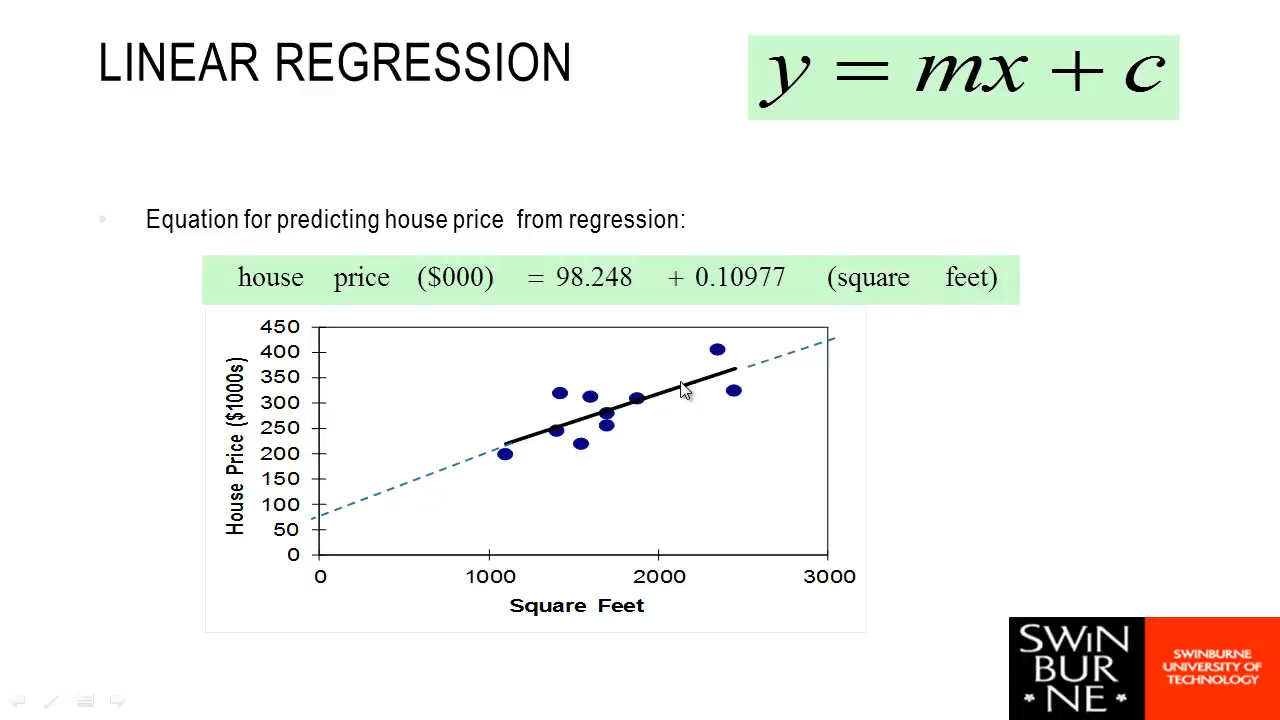 LINEAR REGRESSION
y = mx + c
Equation for predicting house price from regression:
house price ($000) = 98.248 + 0.10977 (square feet)
450
400
350
300
250
200
150
100
50
0
House Price ($1000s)
0 1000 2000 3000
Square Feet
SWIN
BUR
NE
SWINBURNE
UNIVERSITY OF
TECHNOLOGY